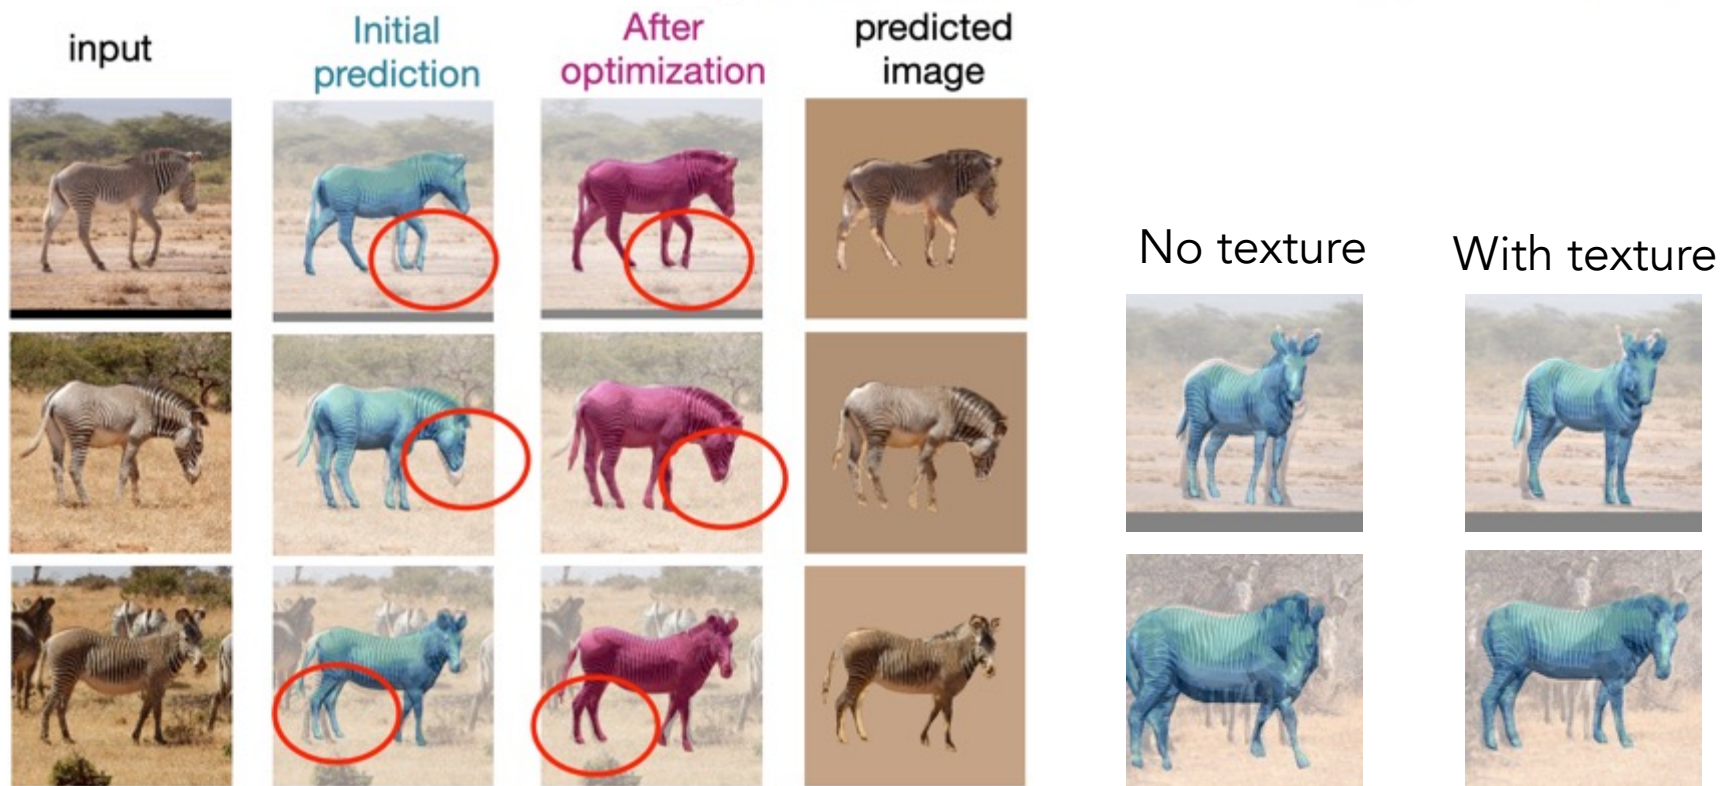 input
Initial
prediction
After
optimization
predicted
image
No texture
With texture